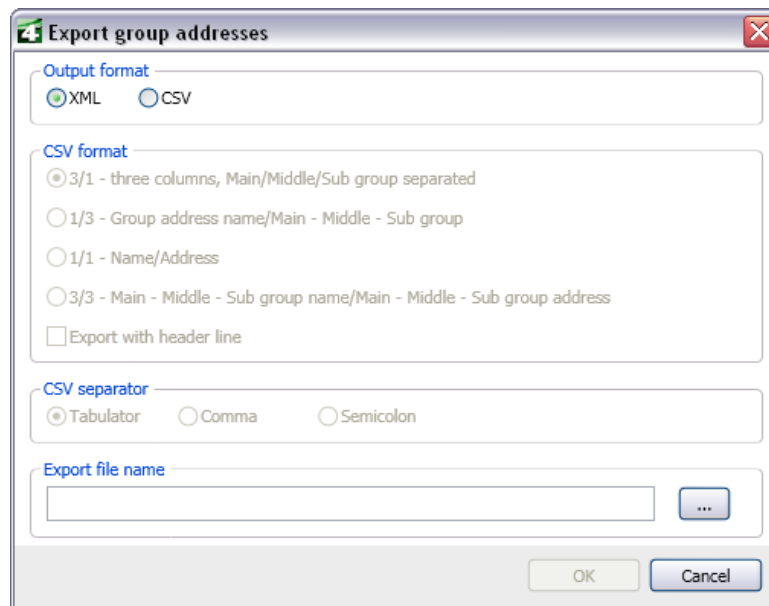 4 Export group addresses
Output format
XML CSV
CSV format
3/1 - three columns, Main/Middle/Sub group separated
1/3 - Group address name/Main - Middle - Sub group
1/1 - Name/Address
3/3 - Main - Middle - Sub group name/Main - Middle - Sub group address
Export with header line
CSV separator
Tabulator Comma Semicolon
Export file name
...
OK Cancel